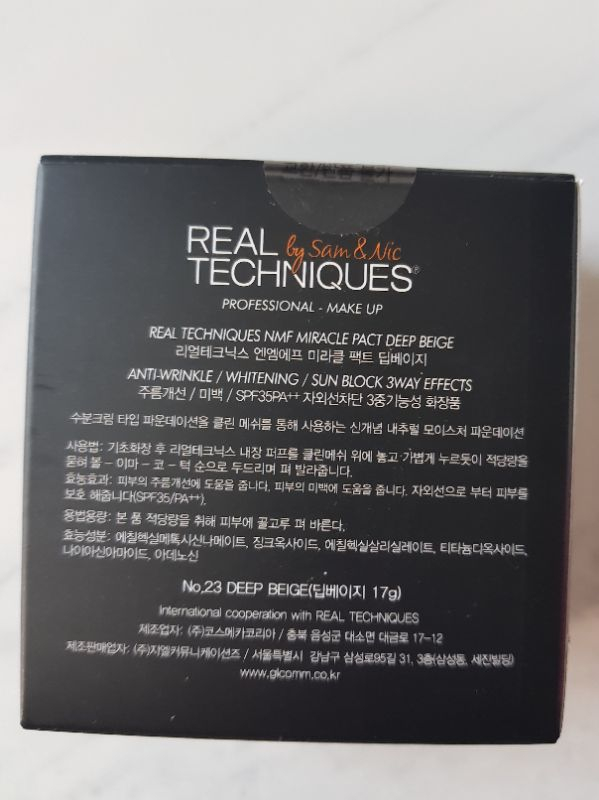 교환/반품 불가
REAL by Sam & Nic
TECHNIQUES®
PROFESSIONAL - MAKE UP
REAL TECHNIQUES NMF MIRACLE PACT DEEP BEIGE
리얼테크닉스 엔엠에프 미라클 팩트 딥베이지
ANTI-WRINKLE / WHITENING / SUN BLOCK 3WAY EFFECTS
주름개선 / 미백 / SPF35PA++ 자외선차단 3중기능성 화장품
수분크림 타입 파운데이션을 클린 메쉬를 통해 사용하는 신개념 내추럴 모이스처 파운데이션
사용법: 기초화장 후 리얼테크닉스 내장 퍼프를 클린메쉬 위에 놓고 가볍게 누르듯이 적당량을
묻혀 볼 - 이마 - 코 - 턱 순으로 두드리며 펴 발라줍니다.
효능효과: 피부의 주름개선에 도움을 줍니다. 피부의 미백에 도움을 줍니다. 자외선으로 부터 피부를
보호 해줍니다(SPF35/PA++).
용법용량: 본 품 적당량을 취해 피부에 골고루 펴 바른다.
효능성분: 에칠헥실메톡시신나메이트, 징크옥사이드, 에칠헥실살리실레이트, 티타늄디옥사이드,
나이아신아마이드, 아데노신
No.23 DEEP BEIGE(딥베이지 17g)
International cooperation with REAL TECHNIQUES
제조업자: (주)코스메카코리아 / 충북 음성군 대소면 대금로 17-12
제조판매업자: (주)지엘커뮤니케이션즈 / 서울특별시 강남구 삼성로95길 31, 3층(삼성동, 세진빌딩)
www.glcomm.co.kr